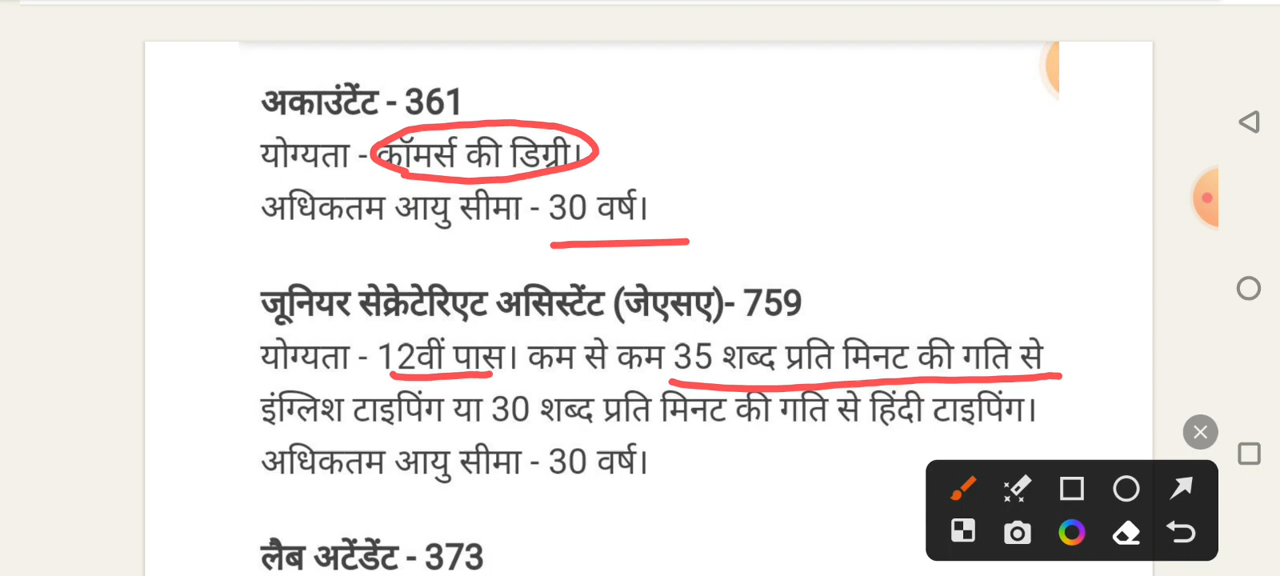 अकाउंटेंट - 361
योग्यता - कॉमर्स की डिग्री।
अधिकतम आयु सीमा - 30 वर्ष।
जूनियर सेक्रेटेरिएट असिस्टेंट (जेएसए)- 759
योग्यता - 12वीं पास। कम से कम 35 शब्द प्रति मिनट की गति से
इंग्लिश टाइपिंग या 30 शब्द प्रति मिनट की गति से हिंदी टाइपिंग।
अधिकतम आयु सीमा - 30 वर्ष।
लैब अटेंडेंट - 373